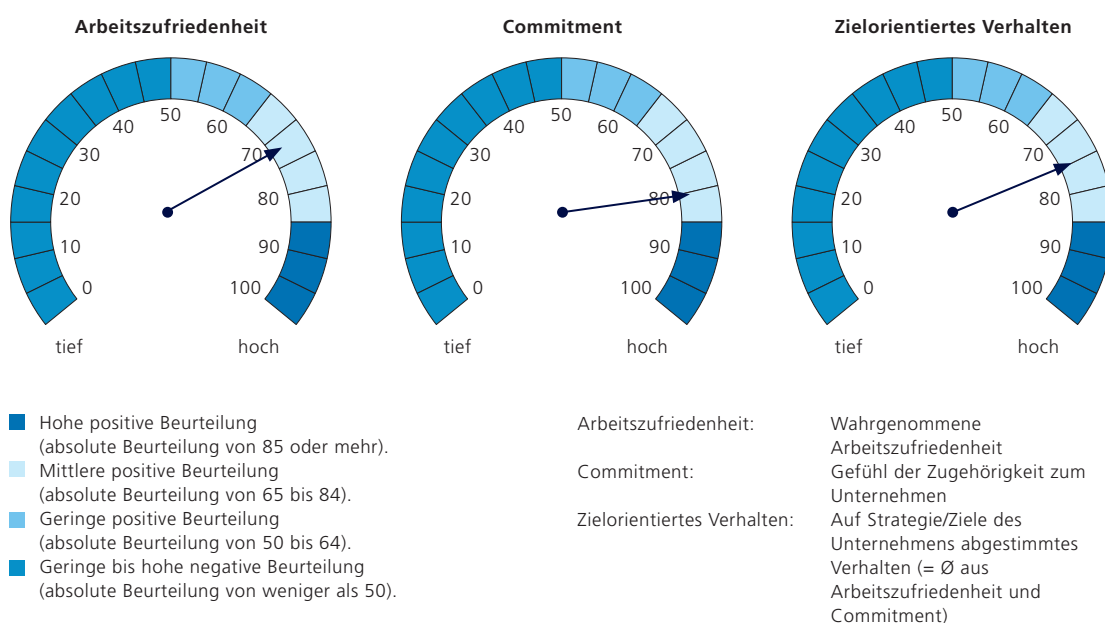 Arbeitszufriedenheit
0
10
20
30
40
50
60
70
80
90
100
tief
hoch
Commitment
0
10
20
30
40
50
60
70
80
90
100
tief
hoch
Zielorientiertes Verhalten
0
10
20
30
40
50
60
70
80
90
100
tief
hoch
Hohe positive Beurteilung
(absolute Beurteilung von 85 oder mehr).
Mittlere positive Beurteilung
(absolute Beurteilung von 65 bis 84).
Geringe positive Beurteilung
(absolute Beurteilung von 50 bis 64).
Geringe bis hohe negative Beurteilung
(absolute Beurteilung von weniger als 50).
Arbeitszufriedenheit: Wahrgenommene
Arbeitszufriedenheit
Commitment: Gefühl der Zugehörigkeit zum
Unternehmen
Zielorientiertes Verhalten: Auf Strategie/Ziele des
Unternehmens abgestimmtes
Verhalten (= Ø aus
Arbeitszufriedenheit und
Commitment)